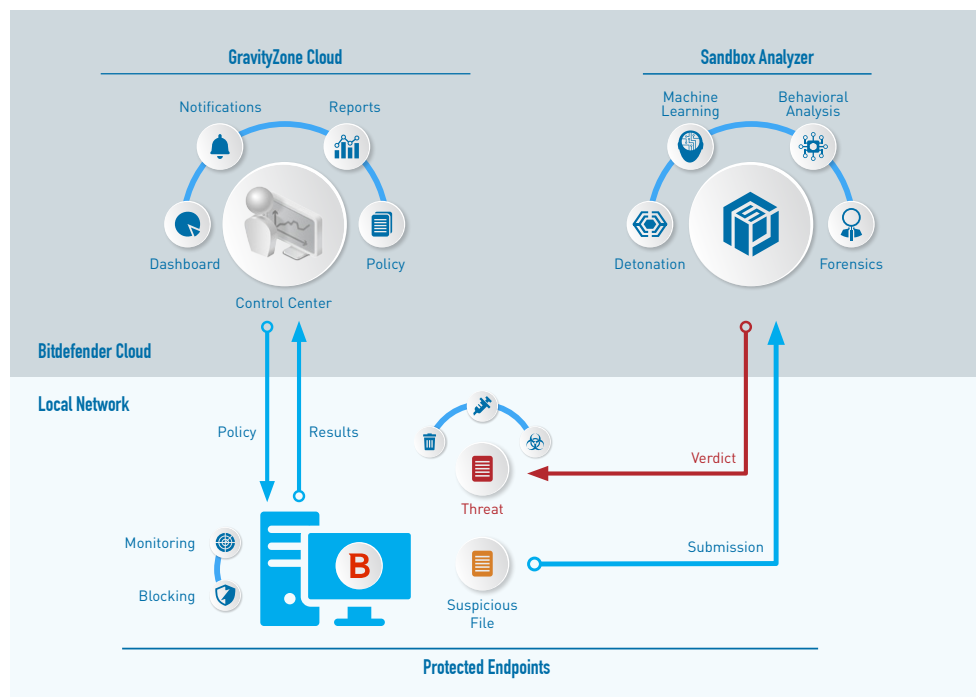 GravityZone Cloud
Sandbox Analyzer
Notifications
Reports
Machine
Learning
Behavioral
Analysis
Dashboard
Policy
Detonation
Forensics
Control Center
Bitdefender Cloud
Local Network
Policy
Results
Verdict
Threat
Monitoring
B
Submission
Blocking
Suspicious
File
Protected Endpoints